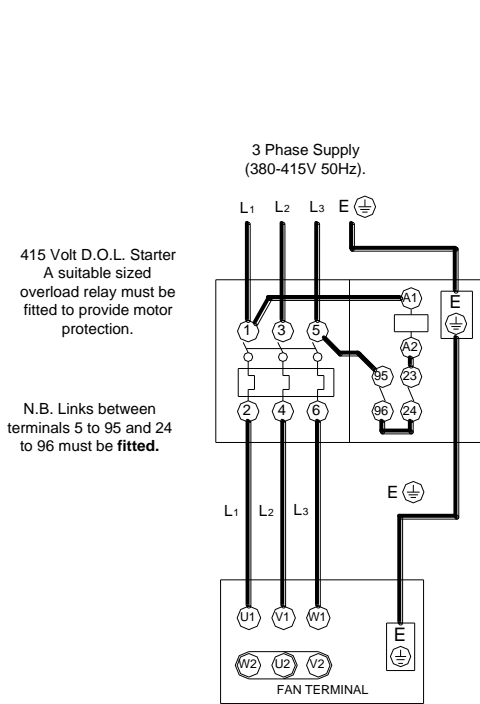 3 Phase Supply
(380-415V 50Hz).
L1 L2 L3 E
415 Volt D.O.L. Starter
A suitable sized
overload relay must be
fitted to provide motor
protection.
A1 E
1 3 5
A2
95 23
N.B. Links between
terminals 5 to 95 and 24
to 96 must be fitted.
2 4 6 96 24
E
L1 L2 L3
U1 V1 W1
E
W2 U2 V2
FAN TERMINAL